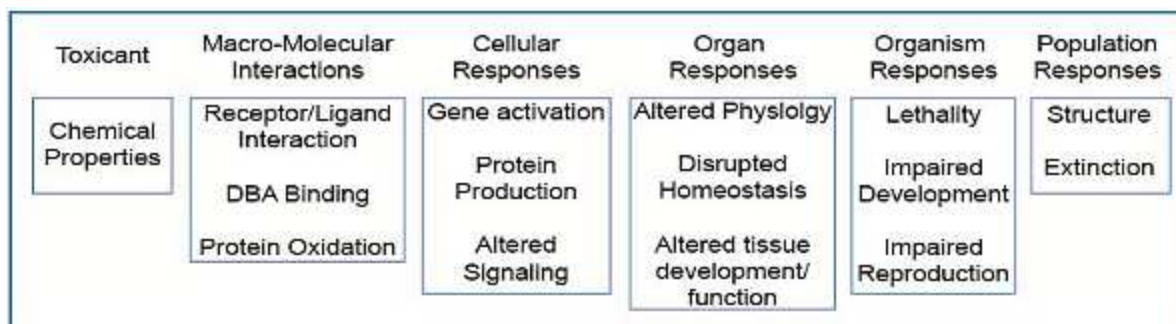 Toxicant
Macro-Molecular
Interactions
Cellular
Responses
Organ
Responses
Organism
Responses
Population
Responses
Chemical
Properties
Receptor/Ligand
Interaction
DBA Binding
Protein Oxidation
Gene activation
Protein
Production
Altered
Signaling
Altered Physiolgy
Disrupted
Homeostasis
Altered tissue
development/
function
Lethality
Impaired
Development
Impaired
Reproduction
Structure
Extinction